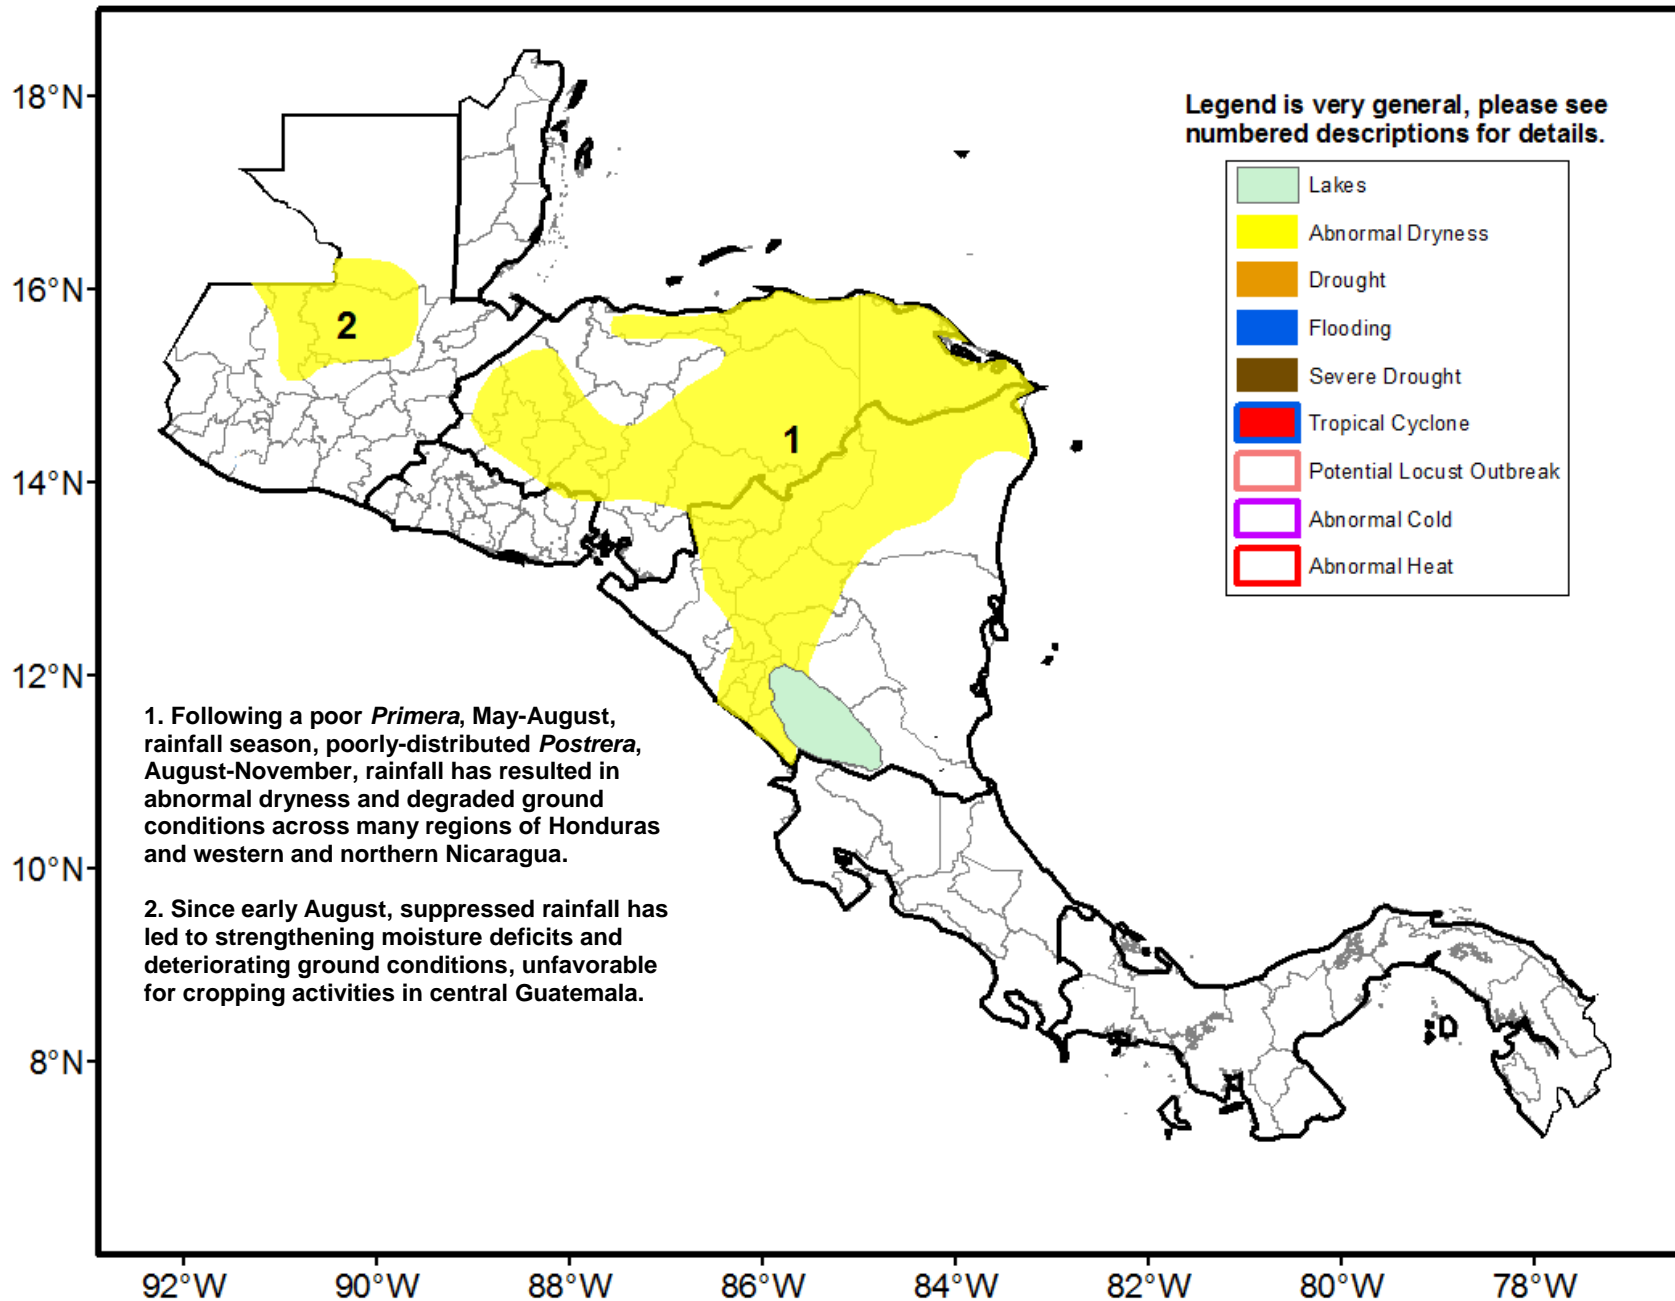 18°N
16°N
14°N
12°N
10°N
8°N
Legend is very general, please see
numbered descriptions for details.
Lakes
Abnormal Dryness
Drought
Flooding
Severe Drought
Tropical Cyclone
Potential Locust Outbreak
Abnormal Cold
Abnormal Heat
2
1
1. Following a poor Primera, May-August,
rainfall season, poorly-distributed Postrera,
August-November, rainfall has resulted in
abnormal dryness and degraded ground
conditions across many regions of Honduras
and western and northern Nicaragua.
2. Since early August, suppressed rainfall has
led to strengthening moisture deficits and
deteriorating ground conditions, unfavorable
for cropping activities in central Guatemala.
92°W 90°W 88°W 86°W 84°W 82°W 80°W 78°W